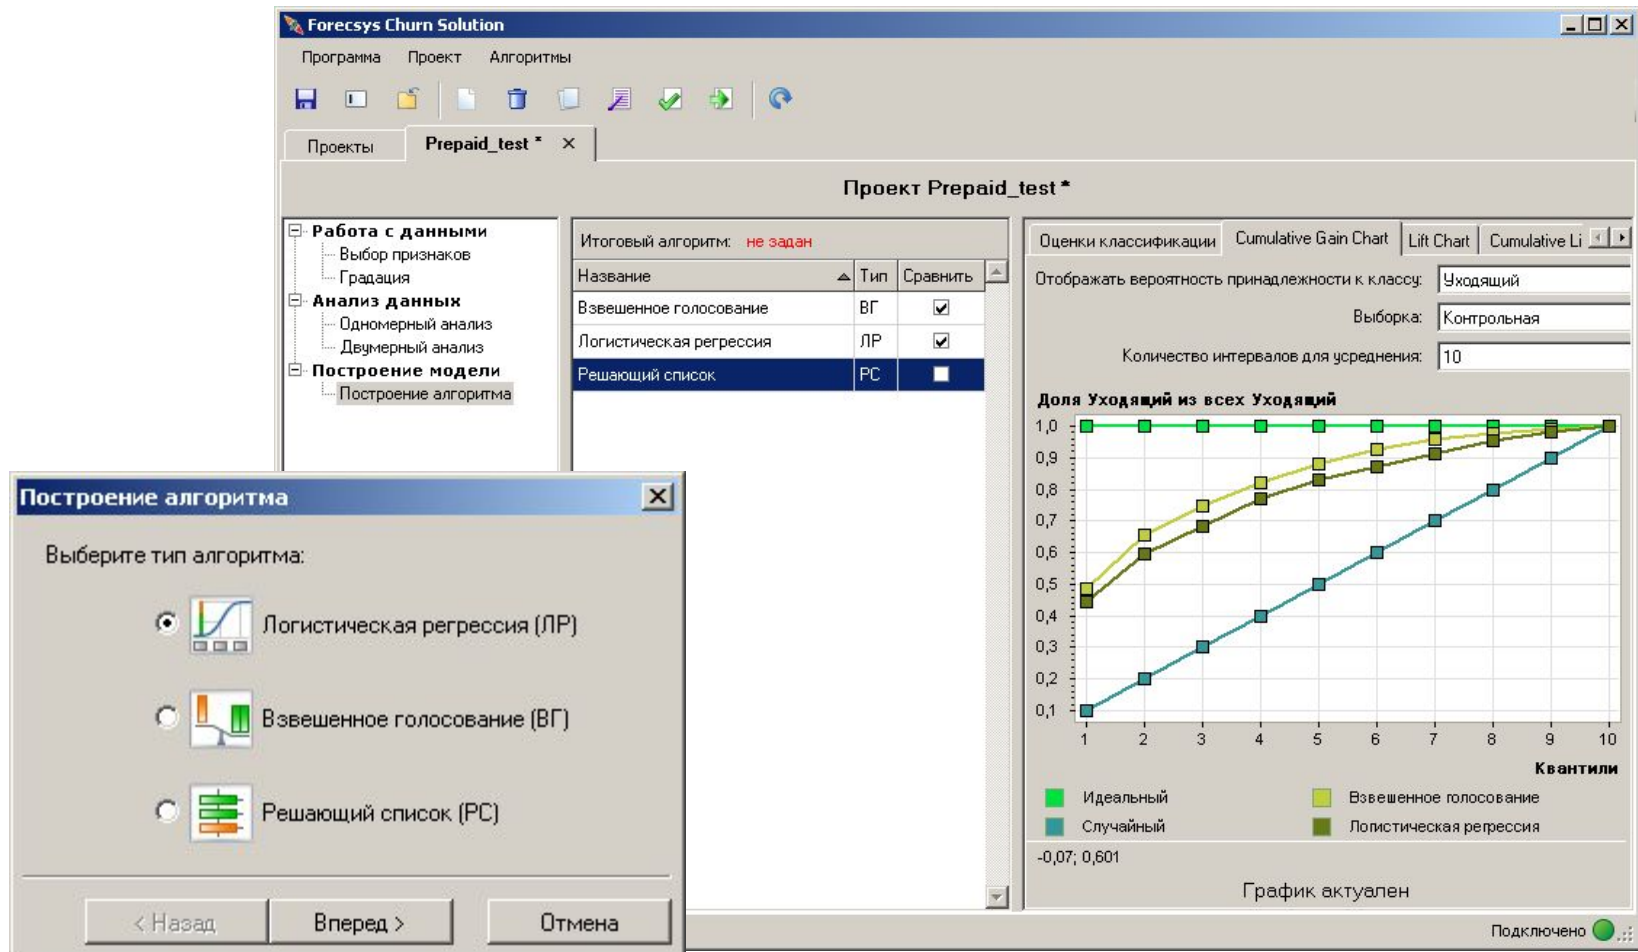 Forecsys Churn Solution
Программа Проект Алгоритмы
Проекты Prepaid_test * ×
Проект Prepaid_test *
Работа с данными
Выбор признаков
Градация
Анализ данных
Одномерный анализ
Двумерный анализ
Построение модели
Построение алгоритма
Итоговый алгоритм: не задан
Название Тип Сравнить
Взвешенное голосование ВГ
Логистическая регрессия ЛР
Решающий список РС
Оценки классификации Cumulative Gain Chart Lift Chart Cumulative Li
Отображать вероятность принадлежности к классу: Уходящий
Выборка: Контрольная
Количество интервалов для усреднения: 10
Доля Уходящий из всех Уходящий
1,0
0,9
0,8
0,7
0,6
0,5
0,4
0,3
0,2
0,1
1 2 3 4 5 6 7 8 9 10
Квантили
Идеальный Взвешенное голосование
Случайный Логистическая регрессия
-0,07; 0,601
График актуален
Подключено
Построение алгоритма
Выберите тип алгоритма:
Логистическая регрессия (ЛР)
Взвешенное голосование (ВГ)
Решающий список (РС)
< Назад Вперед > Отмена